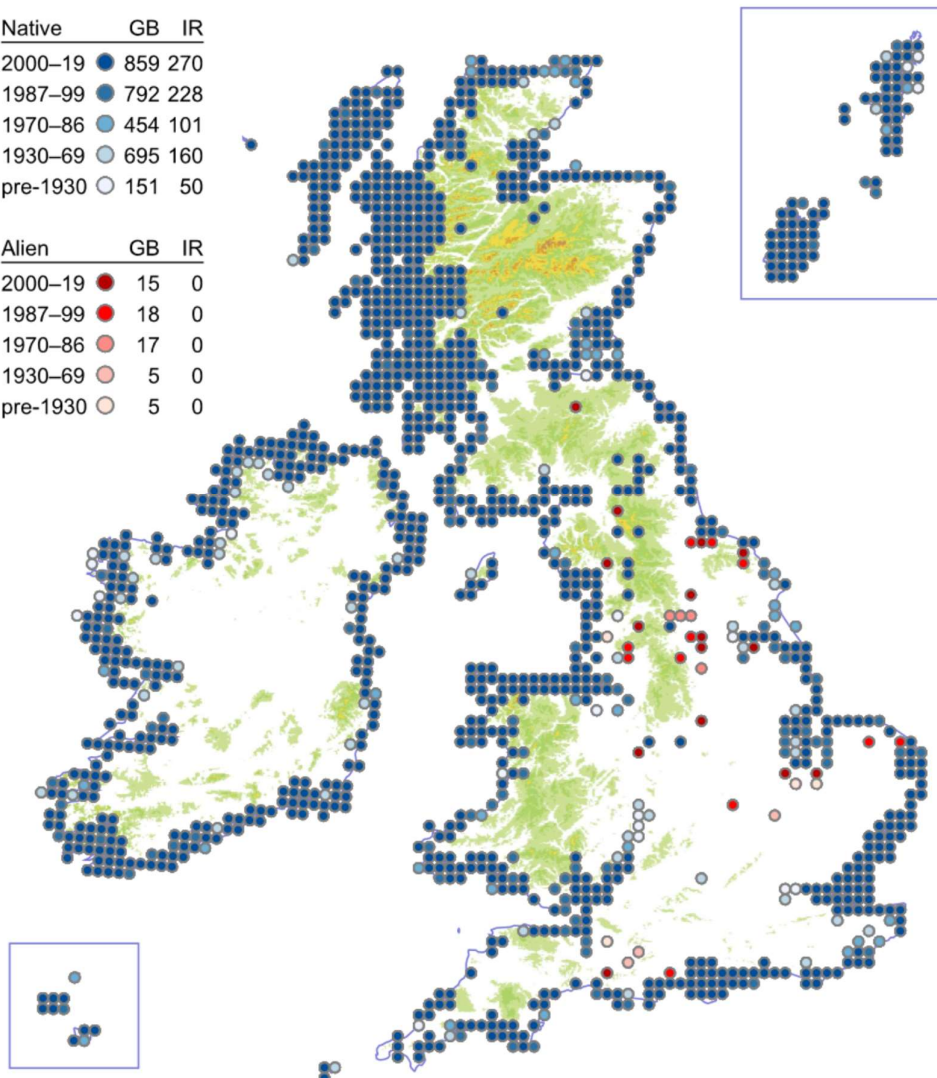 Native GB IR
2000–19 859 270
1987–99 792 228
1970–86 454 101
1930–69 695 160
pre-1930 151 50
Alien GB IR
2000–19 15 0
1987–99 18 0
1970–86 17 0
1930–69 5 0
pre-1930 5 0